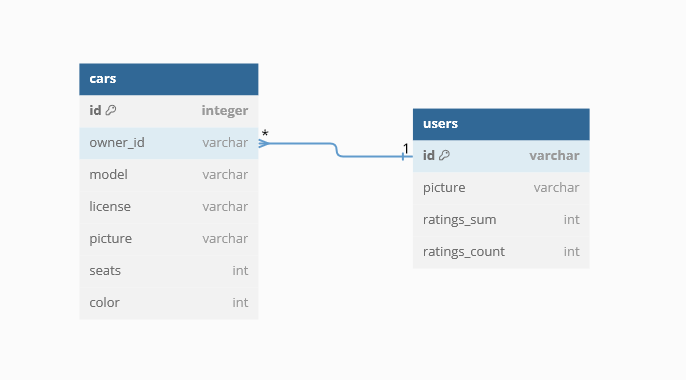 cars
id integer
owner_id varchar
model varchar
license varchar
picture varchar
seats int
color int
* 1
users
id varchar
picture varchar
ratings_sum int
ratings_count int